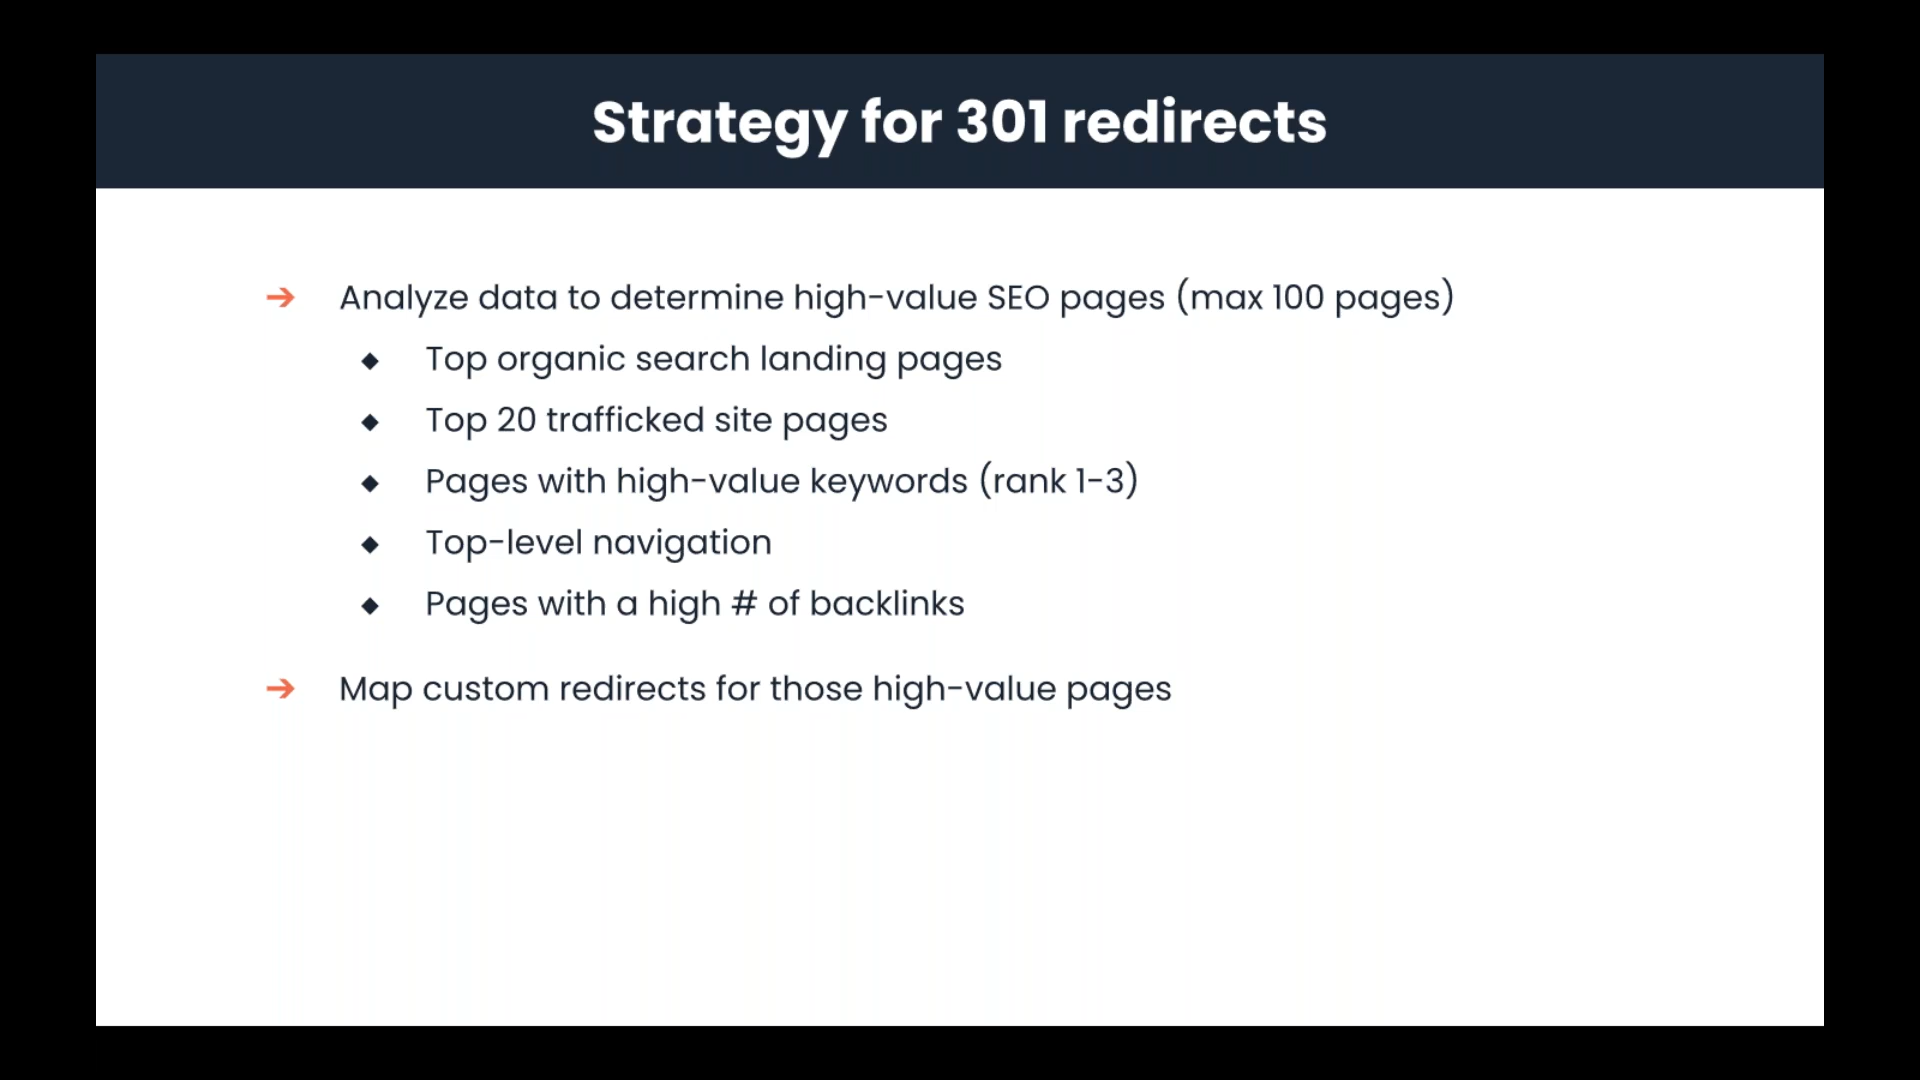 Strategy for 301 redirects
➔ Analyze data to determine high-value SEO pages (max 100 pages)
◆ Top organic search landing pages
◆ Top 20 trafficked site pages
◆ Pages with high-value keywords (rank 1-3)
◆ Top-level navigation
◆ Pages with a high # of backlinks
➔ Map custom redirects for those high-value pages